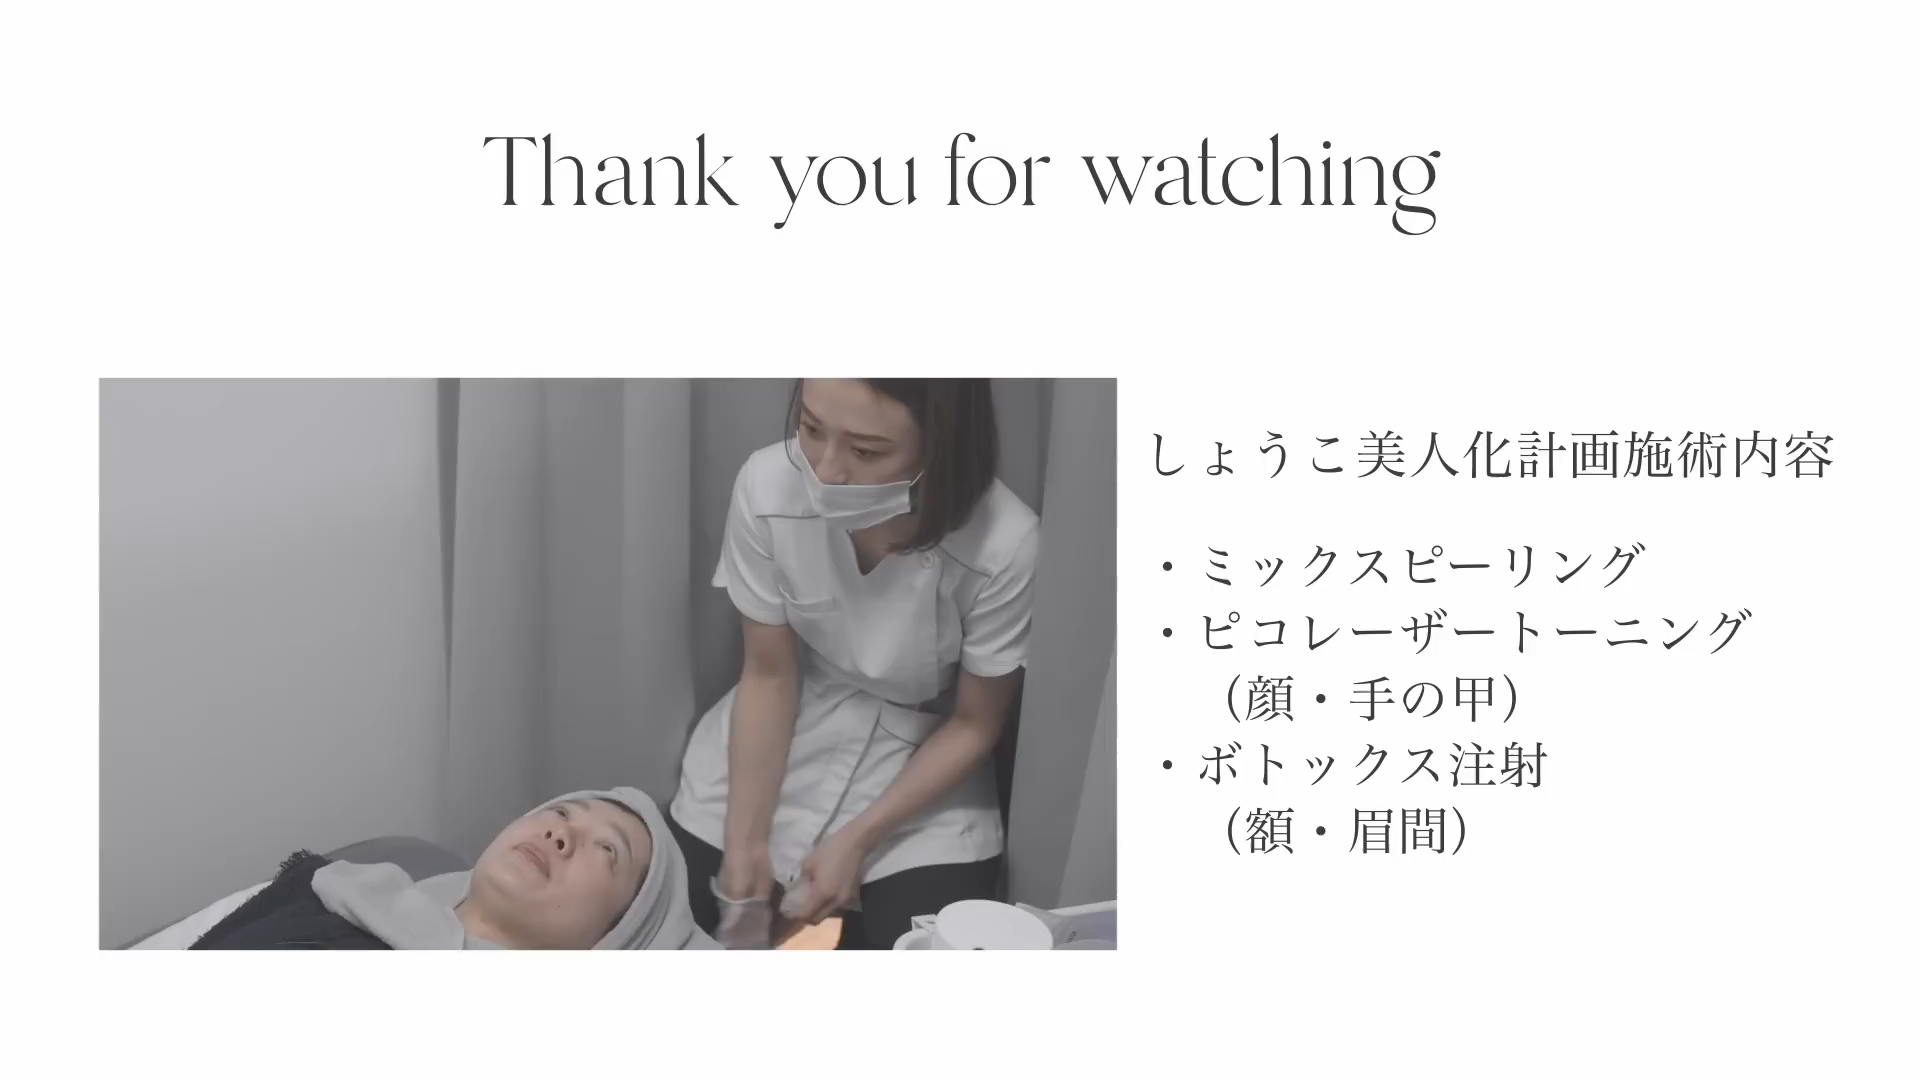 Thank you for watching
しょうこ美人化計画施術内容
・ミックスピーリング
・ピコレーザートーニング
（顔・手の甲）
・ボトックス注射
（額・眉間）